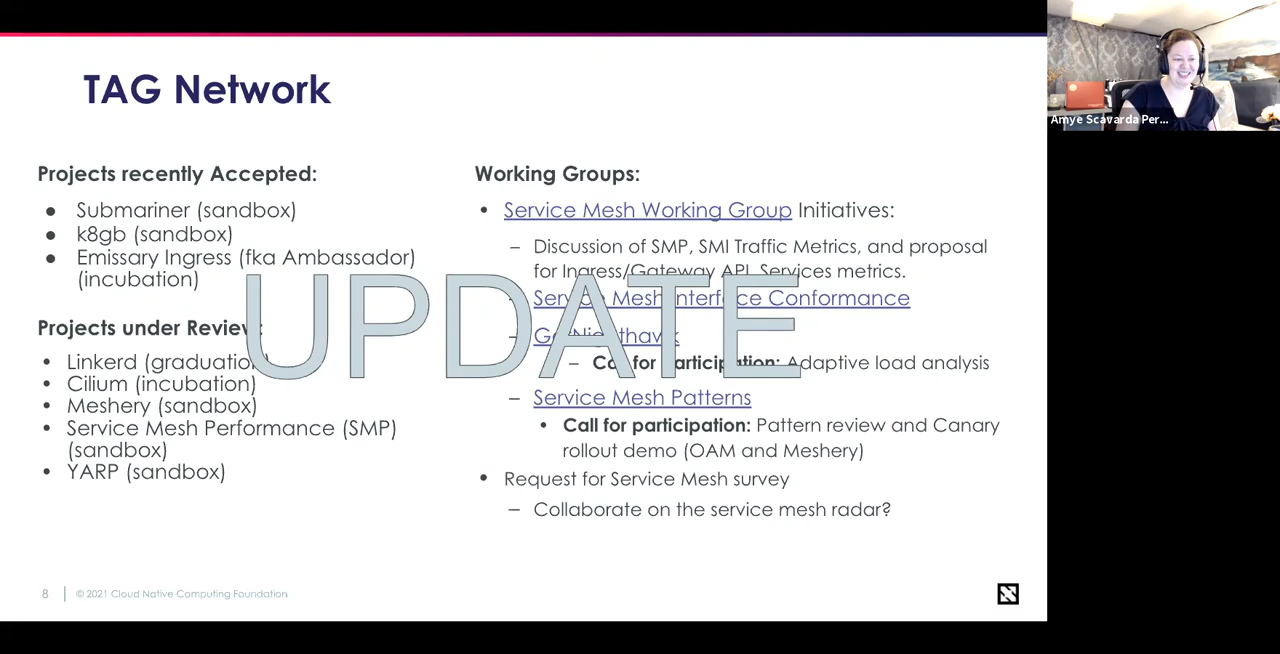 TAG Network
Projects recently Accepted:
● Submariner (sandbox)
● k8gb (sandbox)
● Emissary Ingress (fka Ambassador)
(incubation)
Projects under Review:
• Linkerd (graduation)
• Cilium (incubation)
• Meshery (sandbox)
• Service Mesh Performance (SMP)
(sandbox)
• YARP (sandbox)
Working Groups:
• Service Mesh Working Group Initiatives:
– Discussion of SMP, SMI Traffic Metrics, and proposal
for Ingress/Gateway API, Services metrics.
– Service Mesh Interface Conformance
– GetNighthawk
– Call for participation: Adaptive load analysis
– Service Mesh Patterns
• Call for participation: Pattern review and Canary
rollout demo (OAM and Meshery)
• Request for Service Mesh survey
– Collaborate on the service mesh radar?
UPDATE
8 | © 2021 Cloud Native Computing Foundation
Amye Scavarda Per...